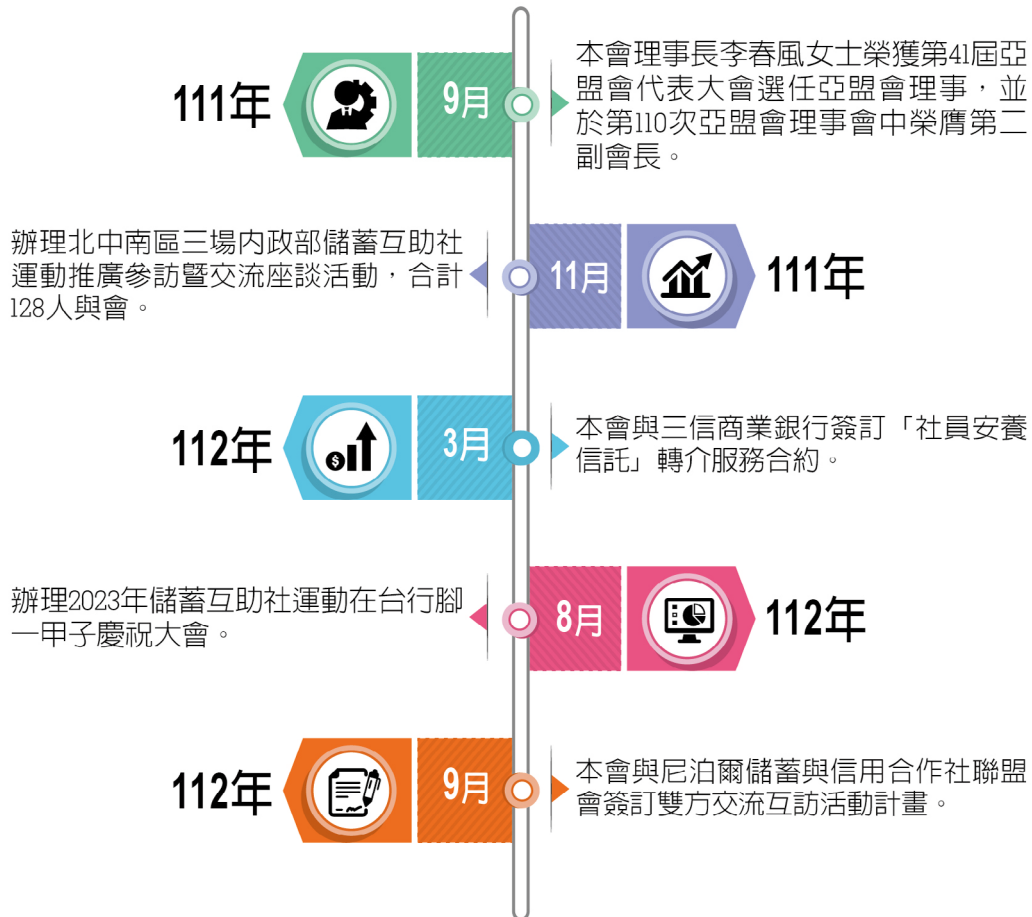 111年
9月
本會理事長李春風女士榮獲第41屆亞
盟會代表大會選任亞盟會理事，並
於第110次亞盟會理事會中榮膺第二
副會長。
辦理北中南區三場內政部儲蓄互助社
運動推廣參訪暨交流座談活動，合計
128人與會。
11月
111年
112年
3月
本會與三信商業銀行簽訂「社員安養
信託」轉介服務合約。
辦理2023年儲蓄互助社運動在台行腳
一甲子慶祝大會。
8月
112年
112年
9月
本會與尼泊爾儲蓄與信用合作社聯盟
會簽訂雙方交流互訪活動計畫。